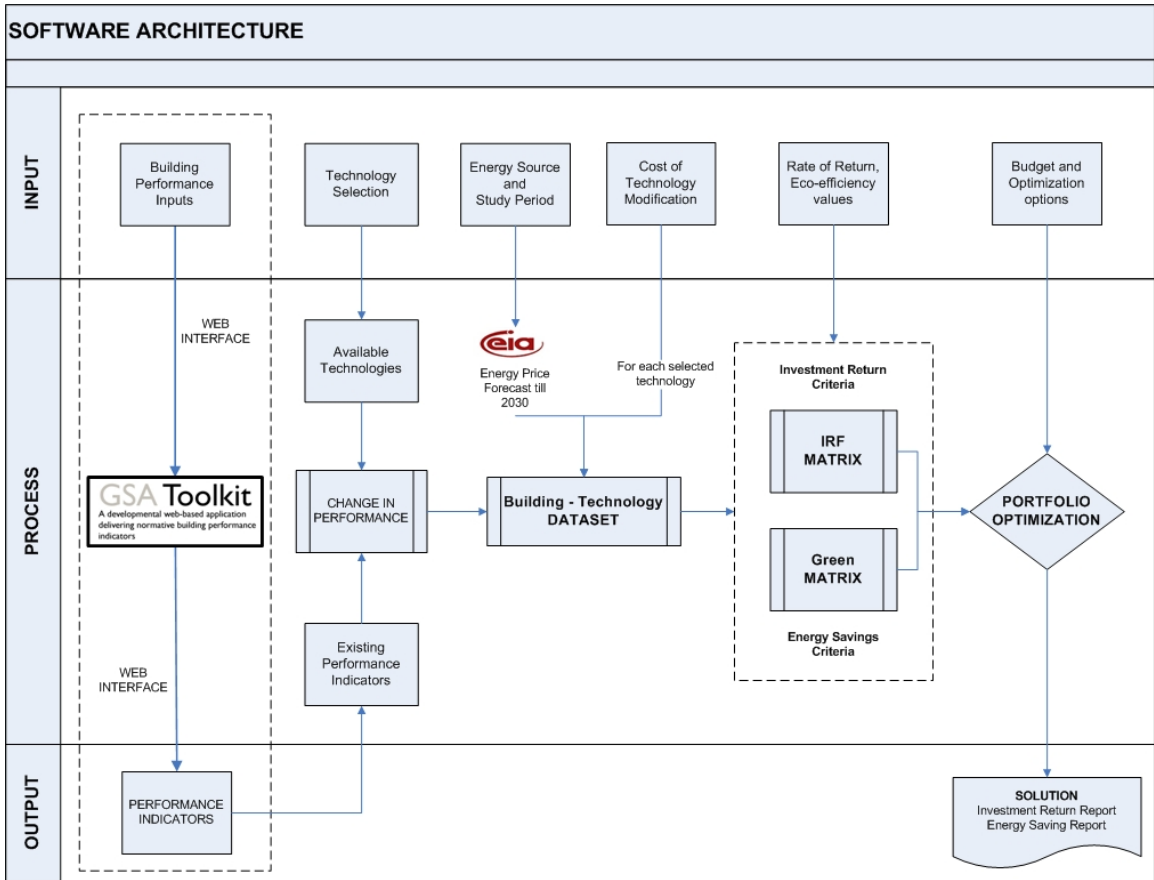 SOFTWARE ARCHITECTURE
INPUT
Building
Performance
Inputs
Technology
Selection
Energy Source
and
Study Period
Cost of
Technology
Modification
Rate of Return,
Eco-efficiency
values
Budget and
Optimization
options
PROCESS
WEB
INTERFACE
GSA Toolkit
A developmental web-based application
delivering normative building performance
indicators
WEB
INTERFACE
Available
Technologies
CHANGE IN
PERFORMANCE
Existing
Performance
Indicators
eia
Energy Price
Forecast till
2030
For each selected
technology
Building - Technology
DATASET
Investment Return
Criteria
IRF
MATRIX
Green
MATRIX
Energy Savings
Criteria
PORTFOLIO
OPTIMIZATION
OUTPUT
PERFORMANCE
INDICATORS
SOLUTION
Investment Return Report
Energy Saving Report